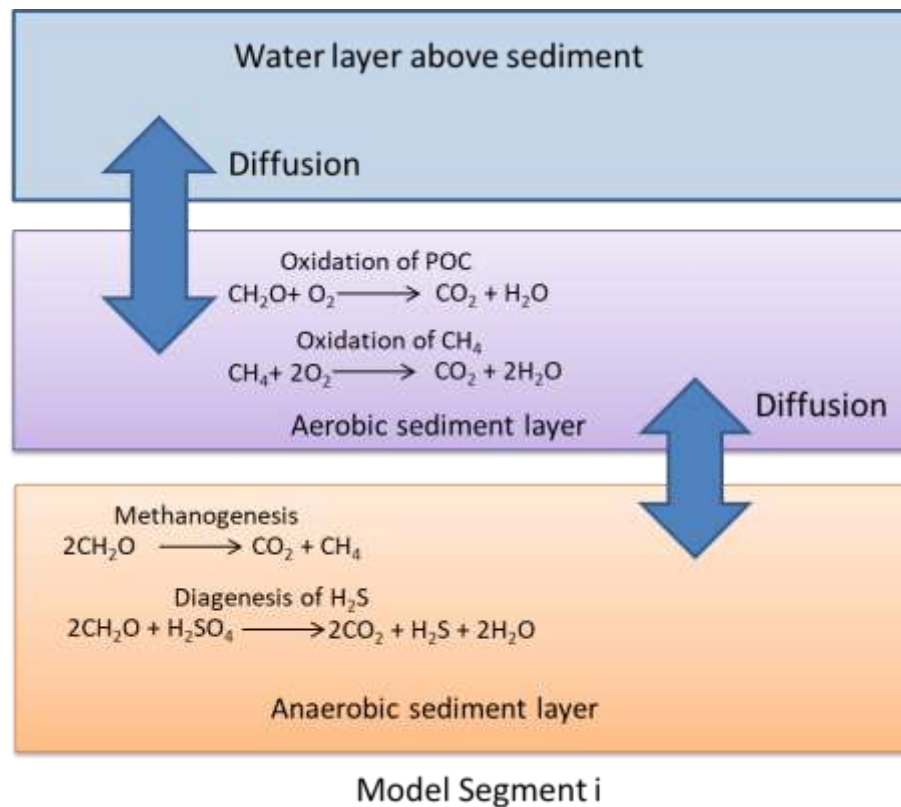 Water layer above sediment
Diffusion
Oxidation of POC
CH₂O+ O₂ ⟶ CO₂ + H₂O
Oxidation of CH₄
CH₄+ 2O₂ ⟶ CO₂ + 2H₂O
Aerobic sediment layer
Diffusion
Methanogenesis
2CH₂O ⟶ CO₂ + CH₄
Diagenesis of H₂S
2CH₂O + H₂SO₄ ⟶ 2CO₂ + H₂S + 2H₂O
Anaerobic sediment layer
Model Segment i